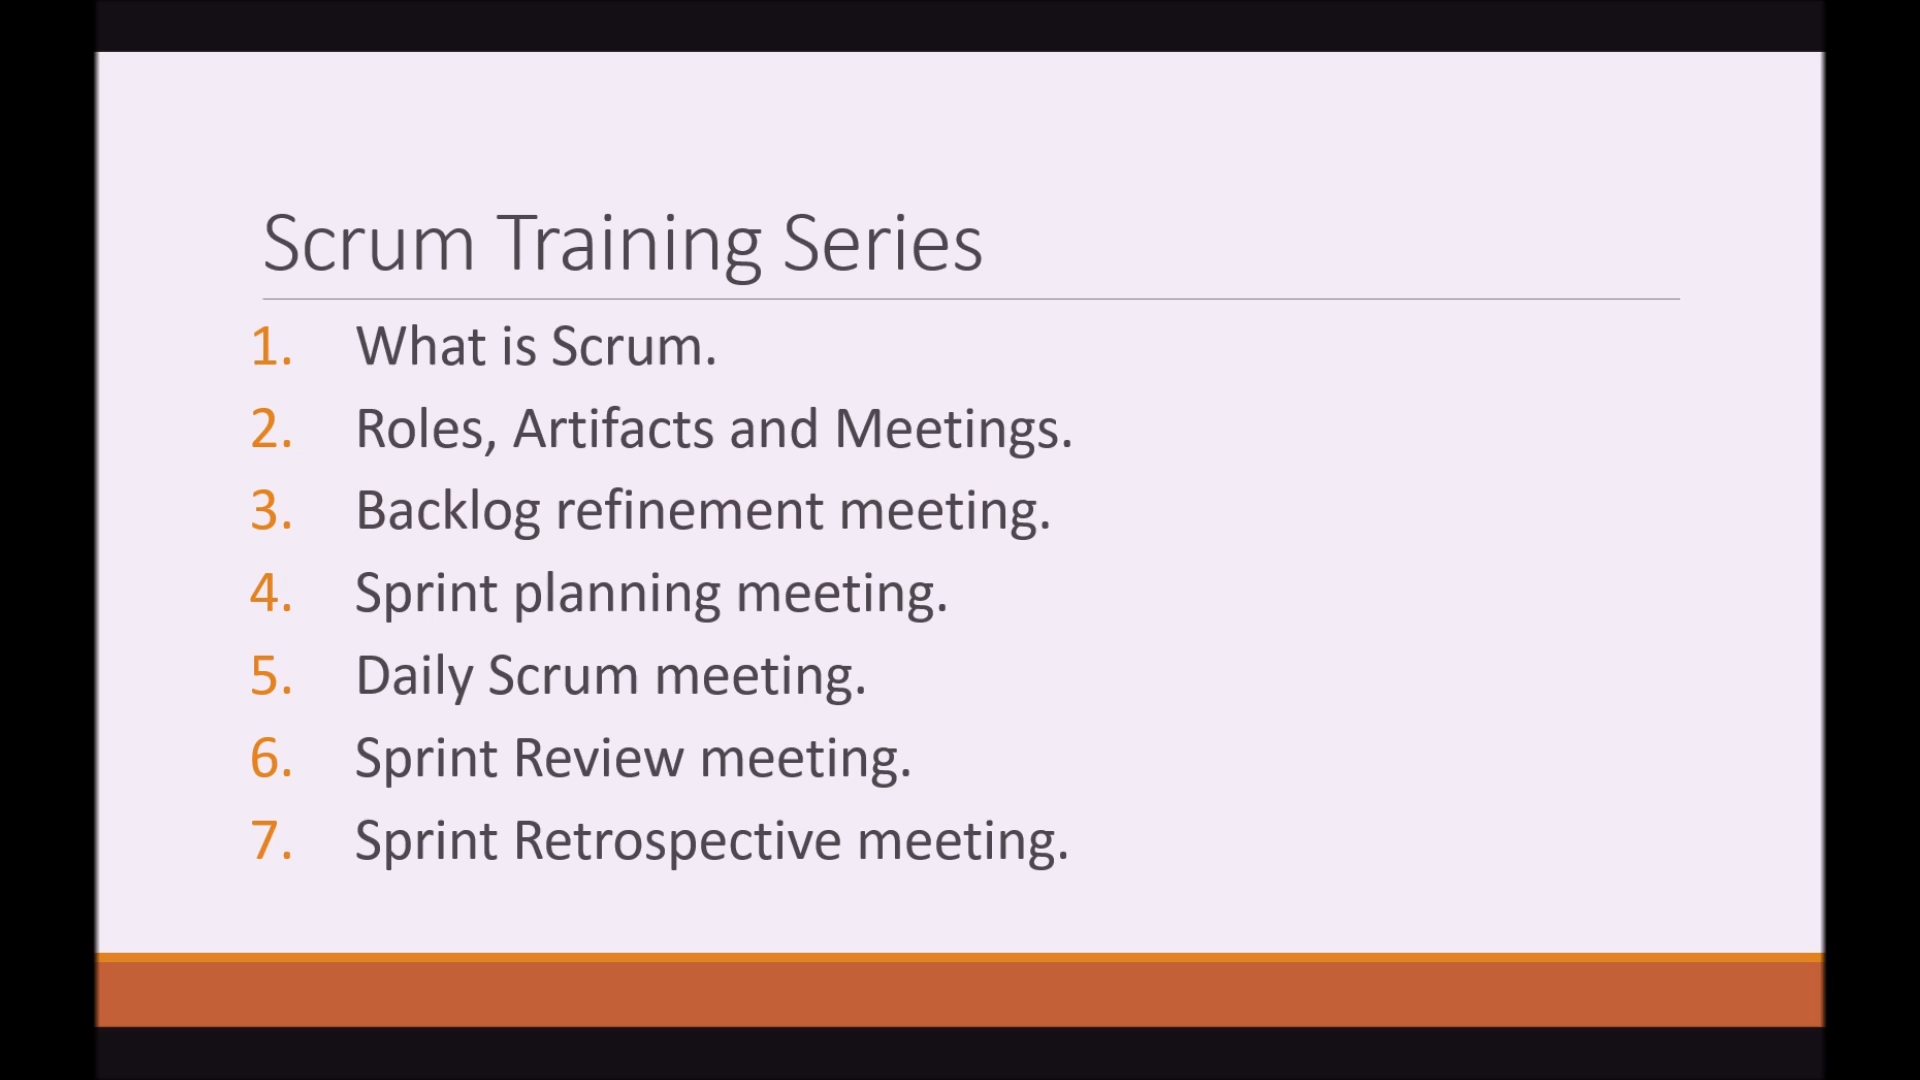 Scrum Training Series
1. What is Scrum.
2. Roles, Artifacts and Meetings.
3. Backlog refinement meeting.
4. Sprint planning meeting.
5. Daily Scrum meeting.
6. Sprint Review meeting.
7. Sprint Retrospective meeting.